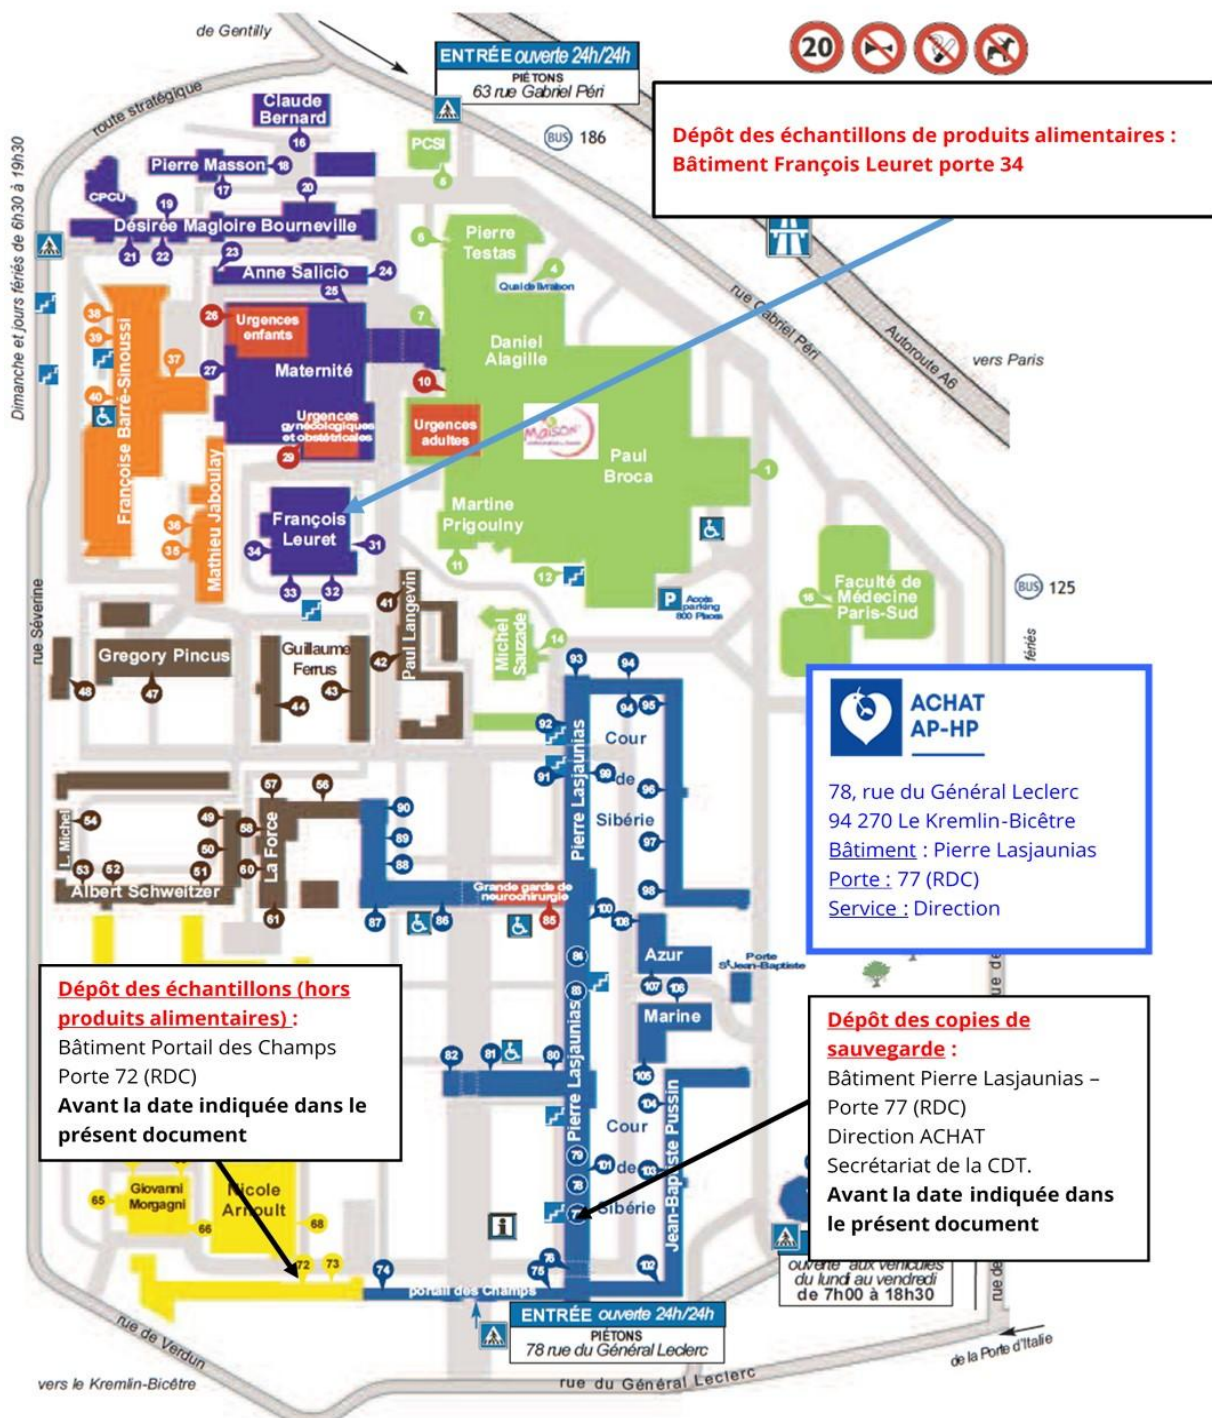 de Gentilly
ENTRÉE ouverte 24h/24h
PIÉTONS
63 rue Gabriel Péri
20
route stratégique
Dimanche et jours fériés de 6h30 à 19h30
Dépôt des échantillons de produits alimentaires :
Bâtiment François Leuret porte 34
BUS 186
Claude
Bernard
16
Pierre Masson
18
17
PCSI
5
CPCU
19
20
Désirée Magloire Bourneville
21
22
23
Anne Salicio
24
25
Pierre
Testas
6
4
Quai de livraison
rue Gabriel Péri
Autoroute A6
vers Paris
38
39
37
40
Françoise Barré-Sinoussi
26
Urgences
enfants
27
Maternité
7
Daniel
Alagille
10
Urgences
gynécologiques
et obstétricales
29
Urgences
adultes
Maison
Paul
Broca
1
Mathieu Jaboulay
36
35
François
Leuret
34
31
33
32
Martine
Prigoulny
11
12
P
Accès
parking
800 Places
Faculté de
Médecine
Paris-Sud
BUS 125
fériés
rue Séverine
41
Paul Langevin
42
Michel
Sauzade
14
Gregory Pincus
48
47
Guillaume
Ferrus
44
43
93
94
94
95
92
Cour
de
Sibérie
91
99
96
97
98
Pierre Lasjaunias
ACHAT
AP-HP
78, rue du Général Leclerc
94 270 Le Kremlin-Bicêtre
Bâtiment : Pierre Lasjaunias
Porte : 77 (RDC)
Service : Direction
57
56
L. Michel
54
49
58
La Force
90
89
88
50
53
52
51
60
Albert Schweitzer
61
Grande garde de
neurochirurgie
87
86
85
100
108
Azur
107
106
Marine
Porte
St Jean-Baptiste
84
83
rue de
Dépôt des échantillons (hors
produits alimentaires) :
Bâtiment Portail des Champs
Porte 72 (RDC)
Avant la date indiquée dans le
présent document
82
81
80
Pierre Lasjaunias
105
104
Jean-Baptiste Pussin
Cour
de
Sibérie
79
101
103
78
Dépôt des copies de
sauvegarde :
Bâtiment Pierre Lasjaunias –
Porte 77 (RDC)
Direction ACHAT
Secrétariat de la CDT.
Avant la date indiquée dans
le présent document
65
Giovanni
Morgagni
66
Nicole
Arnoult
68
i
72
73
74
portail des Champs
76
75
102
ouverte aux véhicules
du lundi au vendredi
de 7h00 à 18h30
rue de
ENTRÉE ouverte 24h/24h
PIÉTONS
78 rue du Général Leclerc
rue de Verdun
vers le Kremlin-Bicêtre
rue du Général Leclerc
de la Porte d'Italie